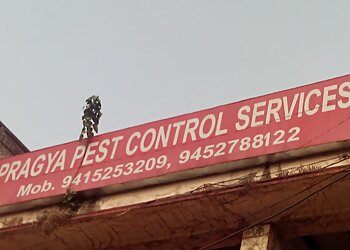 PRAGYA PEST CONTROL SERVICES
Mob. 9415253209, 9452788122